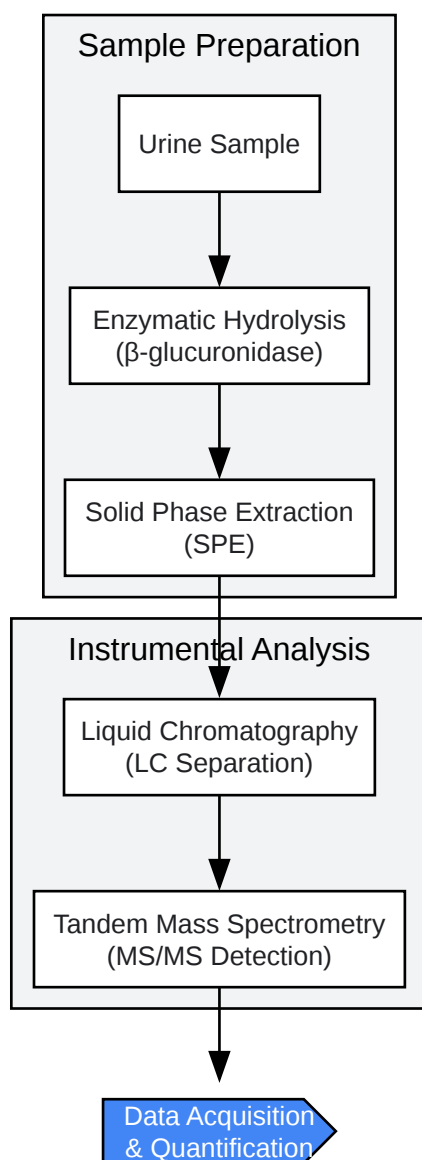 Sample Preparation
Urine Sample
Enzymatic Hydrolysis
(β-glucuronidase)
Solid Phase Extraction
(SPE)
Instrumental Analysis
Liquid Chromatography
(LC Separation)
Tandem Mass Spectrometry
(MS/MS Detection)
Data Acquisition
& Quantification